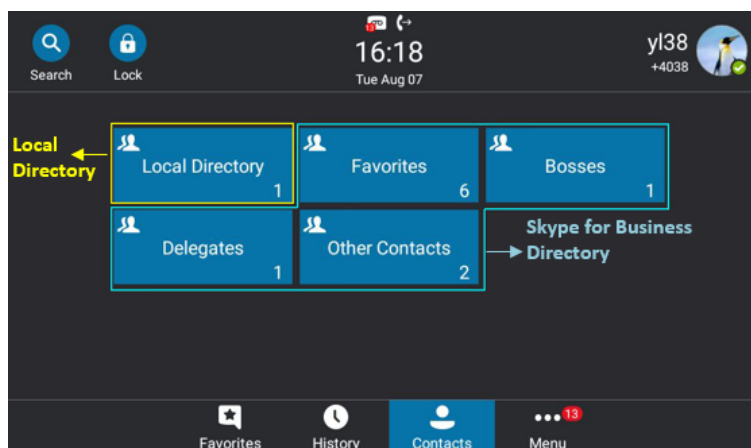 13
16:18
Tue Aug 07
yl38
+4038
Search
Lock
Local
Directory
Local Directory
1
Favorites
6
Bosses
1
Delegates
1
Other Contacts
2
Skype for Business
Directory
Favorites
History
Contacts
13
Menu